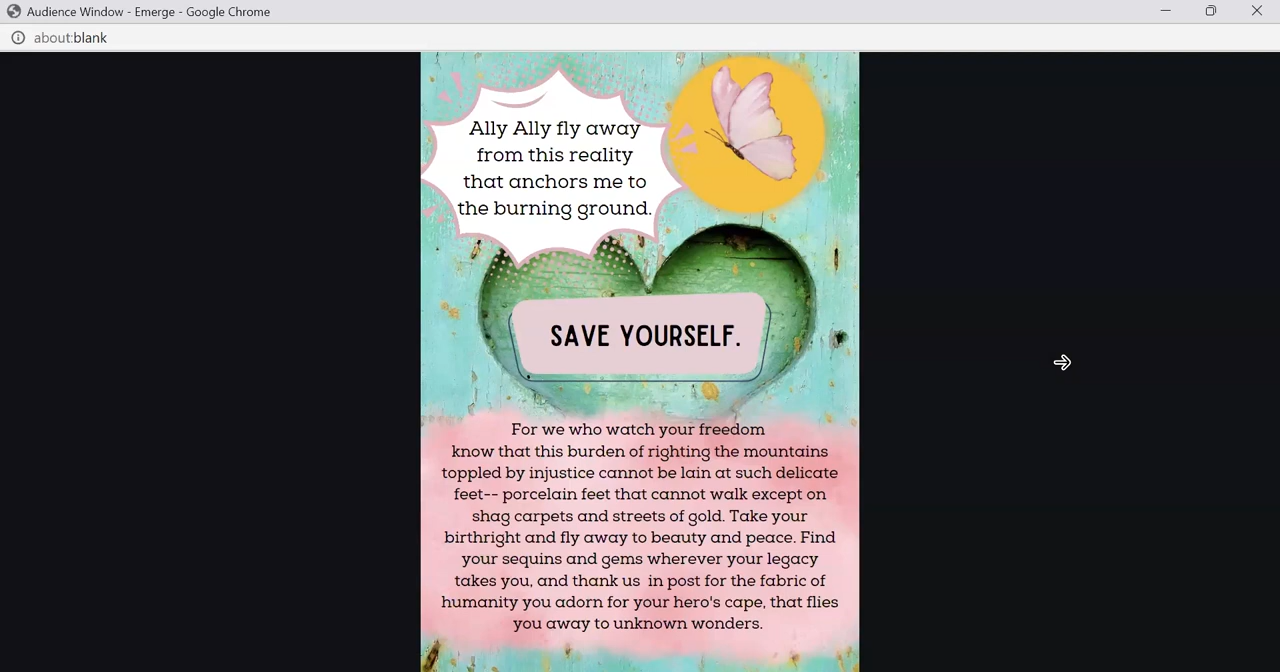 Audience Window - Emerge - Google Chrome
about:blank
Ally Ally fly away
from this reality
that anchors me to
the burning ground.
SAVE YOURSELF.
For we who watch your freedom
know that this burden of righting the mountains
toppled by injustice cannot be lain at such delicate
feet-- porcelain feet that cannot walk except on
shag carpets and streets of gold. Take your
birthright and fly away to beauty and peace. Find
your sequins and gems wherever your legacy
takes you, and thank us in post for the fabric of
humanity you adorn for your hero's cape, that flies
you away to unknown wonders.